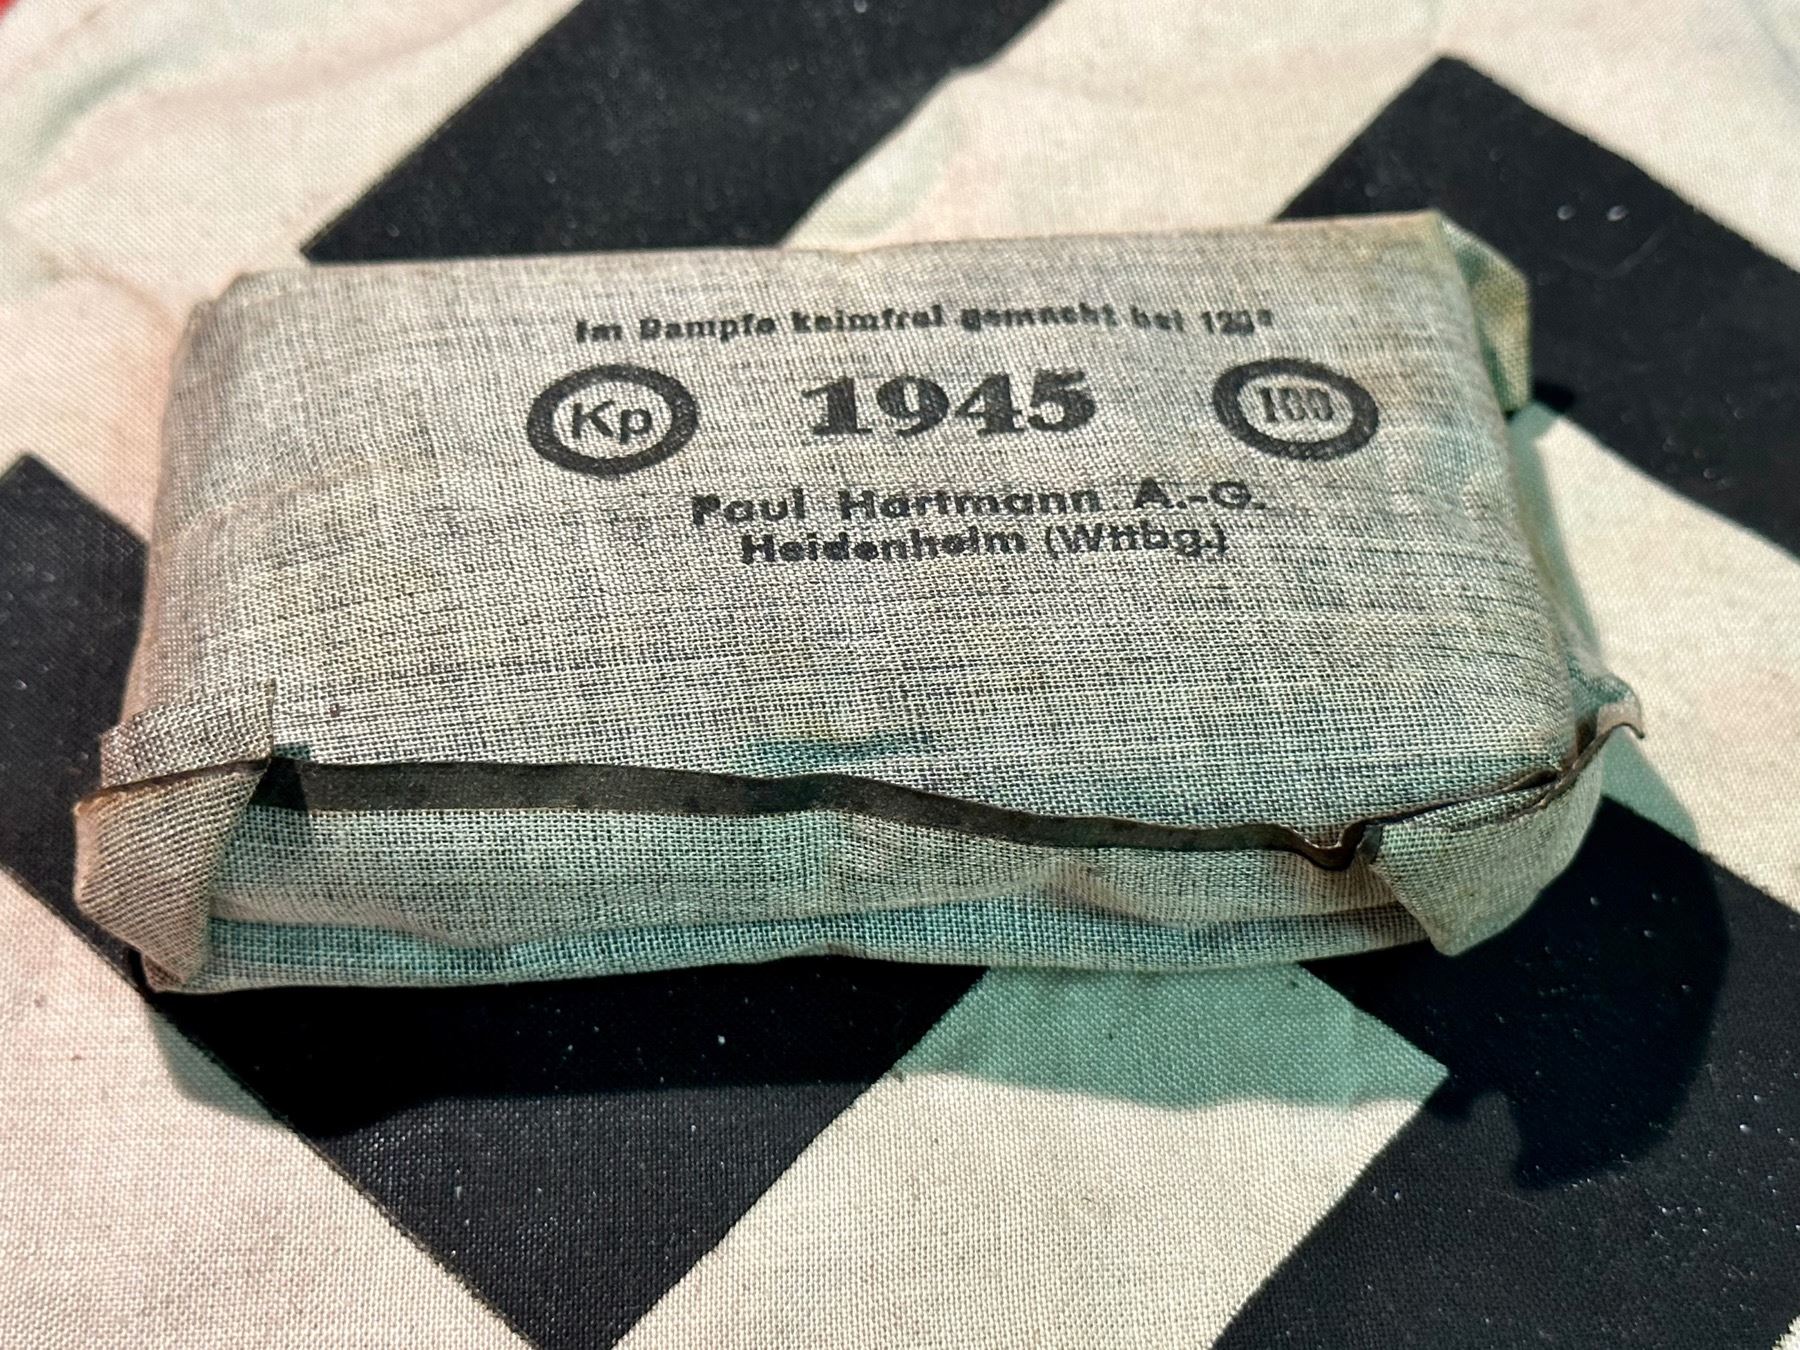 Im Dampfe keimfrei gemacht bei 120°
Kp 1945 100
Paul Hartmann A.-G.
Heidenheim (Wttbg.)